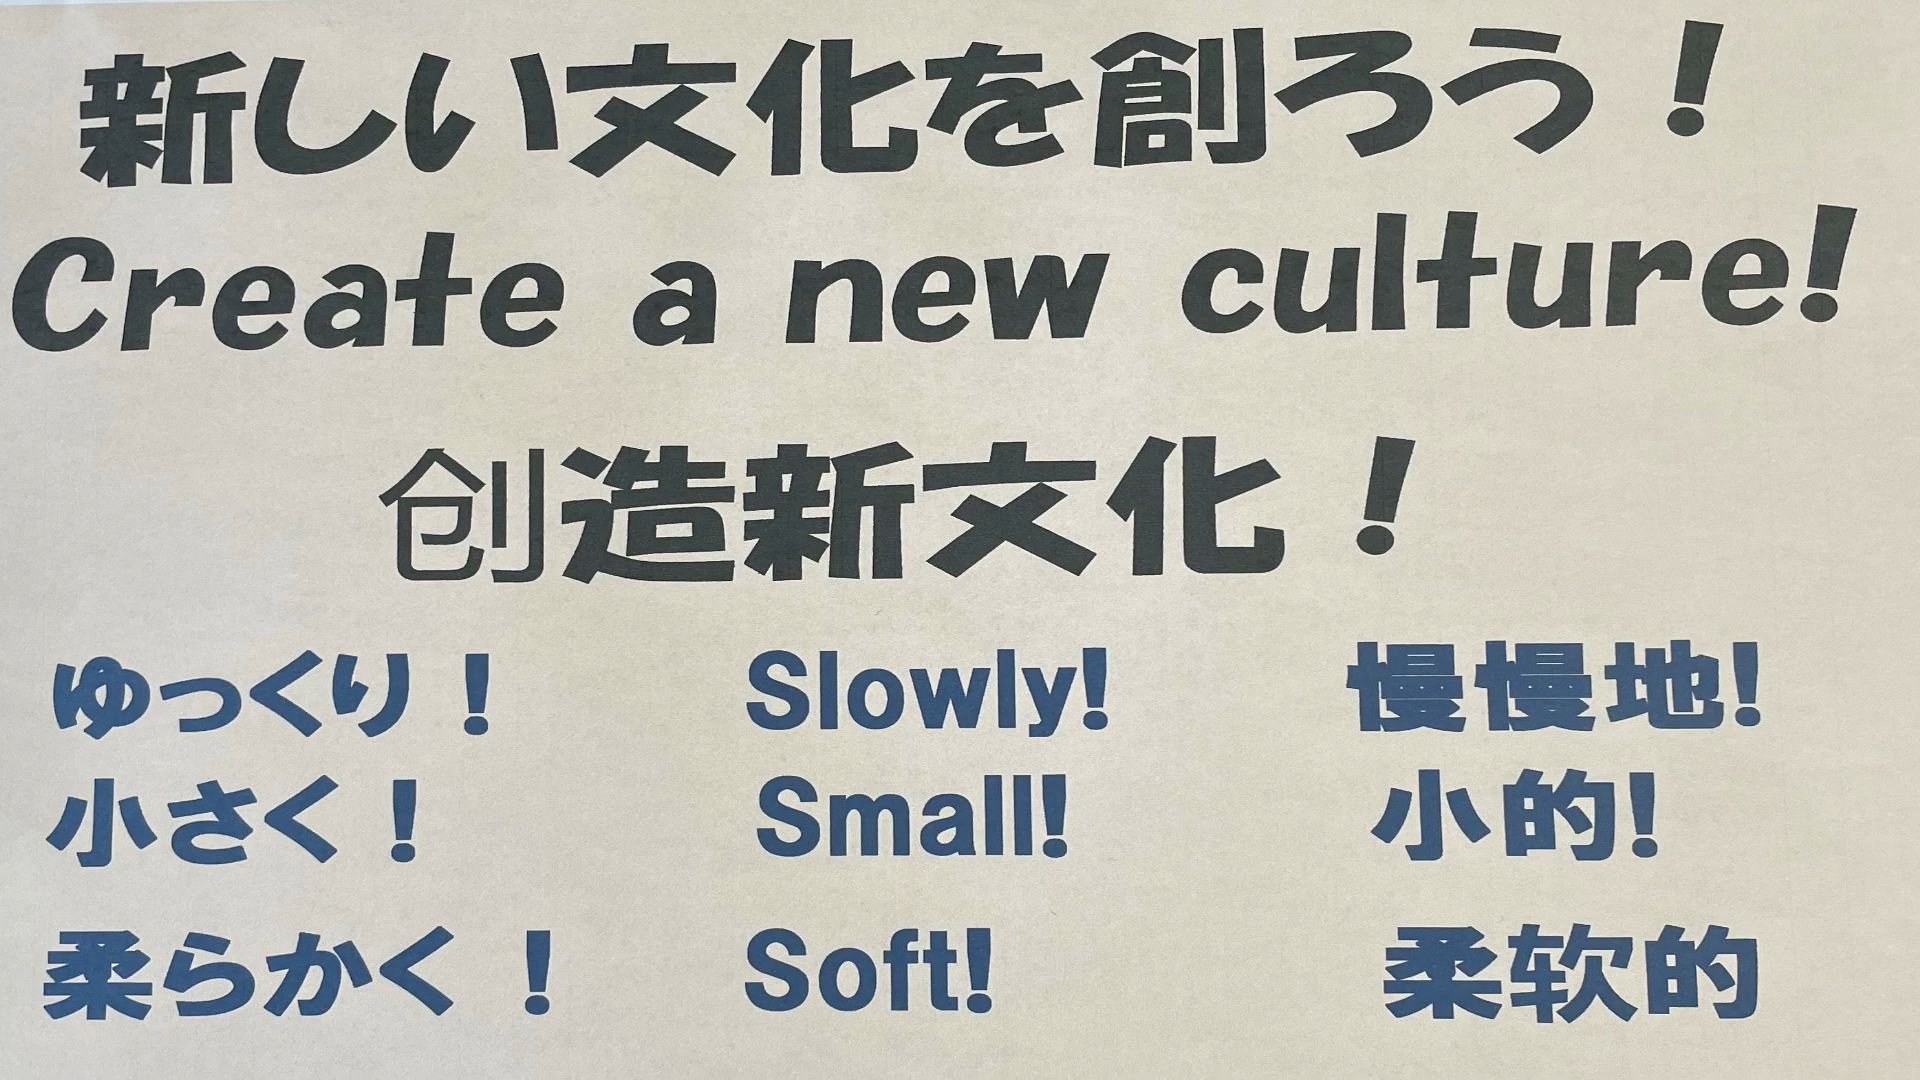 新しい文化を創ろう！
Create a new culture!
创造新文化！
ゆっくり！ Slowly! 慢慢地!
小さく！ Small! 小的!
柔らかく！ Soft! 柔软的